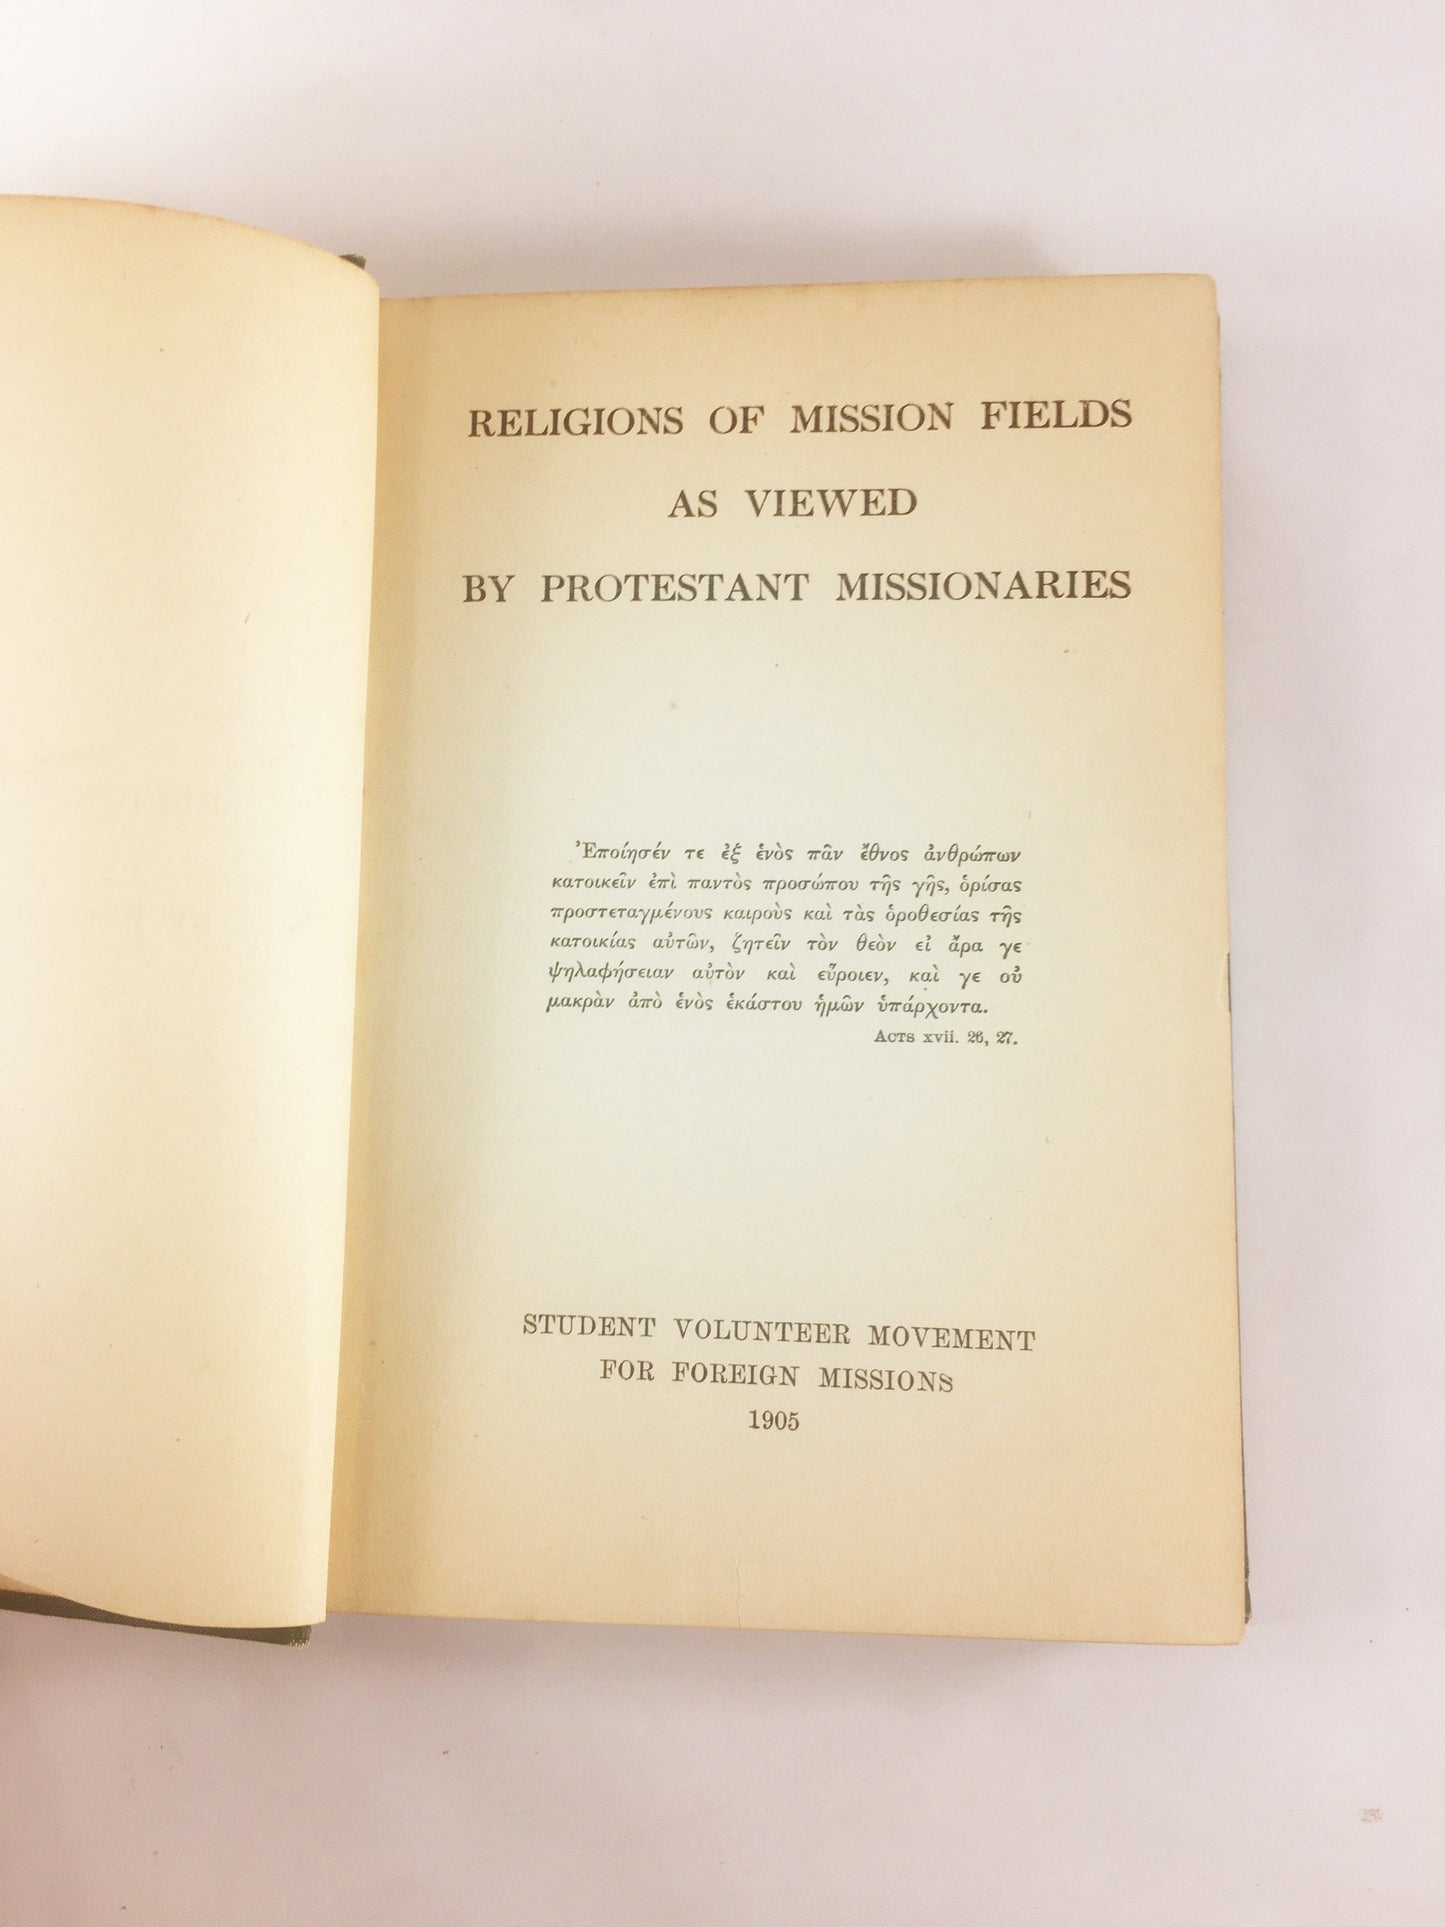 RELIGIONS OF MISSION FIELDS
AS VIEWED
BY PROTESTANT MISSIONARIES
Ἐποίησέν τε ἐξ ἑνὸς πᾶν ἔθνος ἀνθρώπων
κατοικεῖν ἐπὶ παντὸς προσώπου τῆς γῆς, ὁρίσας
προστεταγμένους καιροὺς καὶ τὰς ὁροθεσίας τῆς
κατοικίας αὐτῶν, ζητεῖν τὸν θεὸν εἰ ἄρα γε
ψηλαφήσειαν αὐτὸν καὶ εὕροιεν, καὶ γε οὐ
μακρὰν ἀπὸ ἑνὸς ἑκάστου ἡμῶν ὑπάρχοντα.
ACTS xvii. 26, 27.
STUDENT VOLUNTEER MOVEMENT
FOR FOREIGN MISSIONS
1905